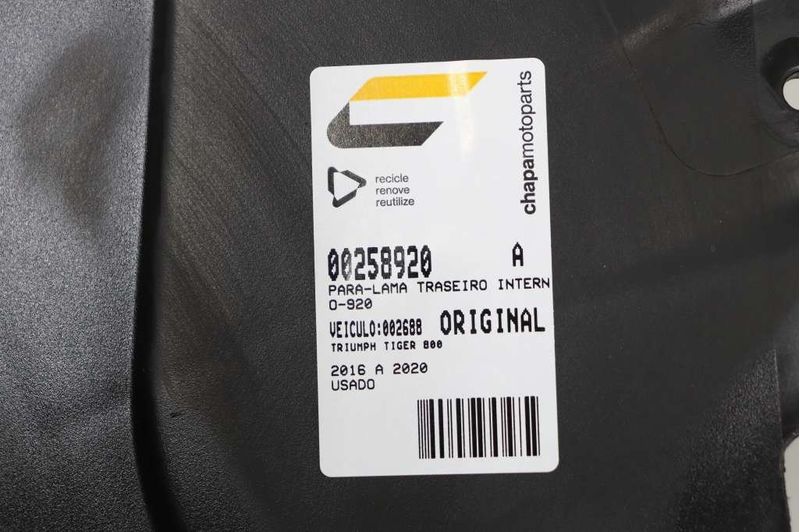 chapamotoparts
recicle
renove
reutilize
00258920 A
PARA-LAMA TRASEIRO INTERN
O-920
VEICULO:002688 ORIGINAL
TRIUMPH TIGER 800
2016 A 2020
USADO